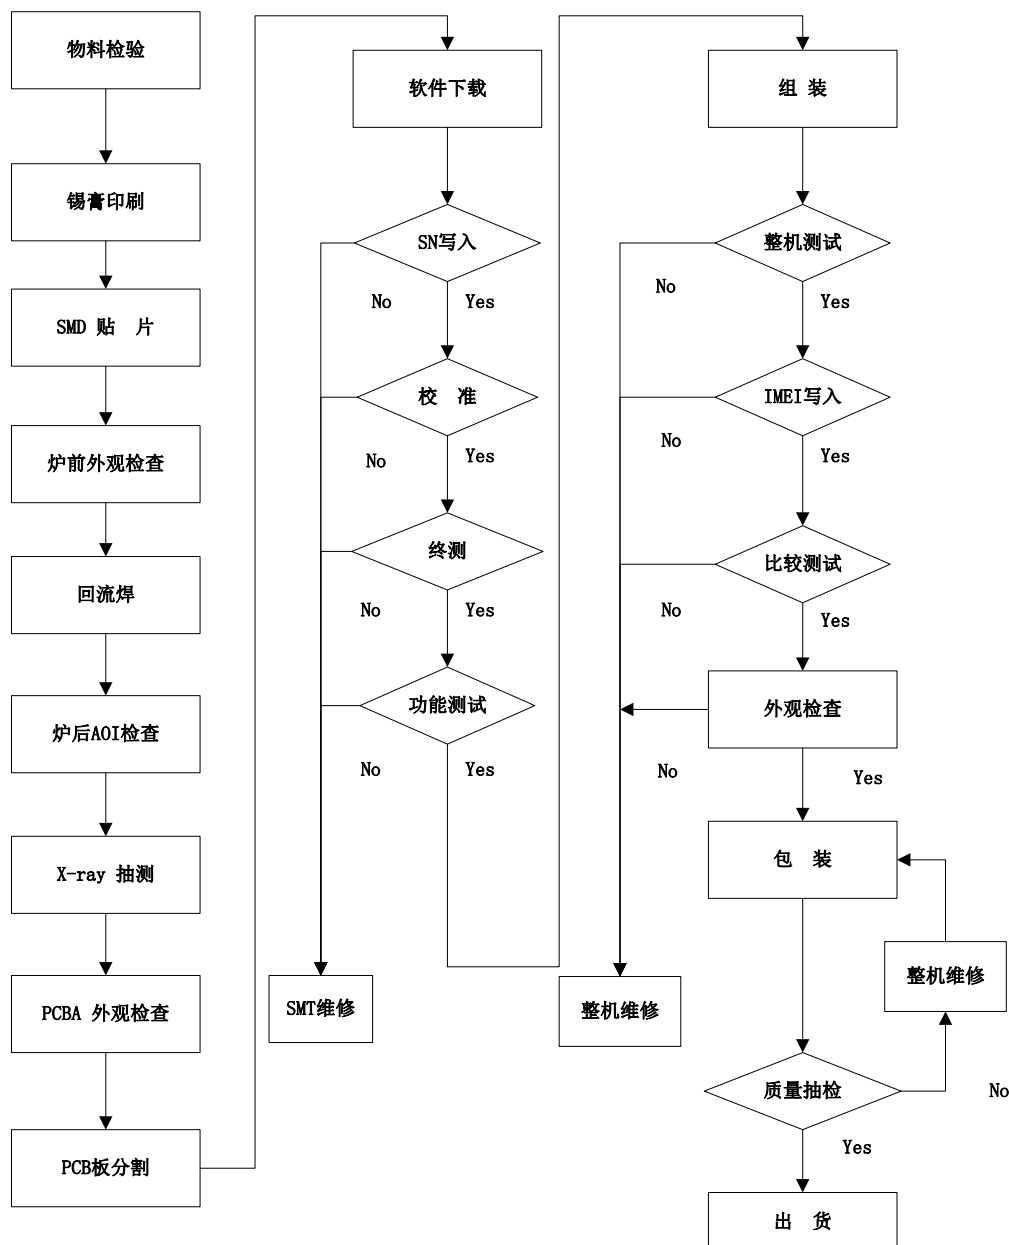 物料检验
锡膏印刷
SMD 贴 片
炉前外观检查
回流焊
炉后AOI检查
X-ray 抽测
PCBA 外观检查
PCB板分割
软件下载
SN写入
No
Yes
校 准
No
Yes
终测
No
Yes
功能测试
No
Yes
SMT维修
组 装
整机测试
No
Yes
IMEI写入
No
Yes
比较测试
No
Yes
外观检查
No
Yes
整机维修
包 装
整机维修
质量抽检
No
Yes
出 货